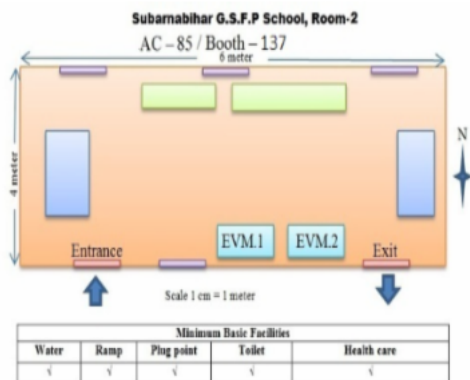 Subarnabihar G.S.F.P School, Room-2
AC – 85 / Booth – 137
6 meter
4 meter
N
EVM.1 EVM.2
Entrance Exit
Scale 1 cm = 1 meter
Minimum Basic Facilities
Water Ramp Plug point Toilet Health care
√ √ √ √ √